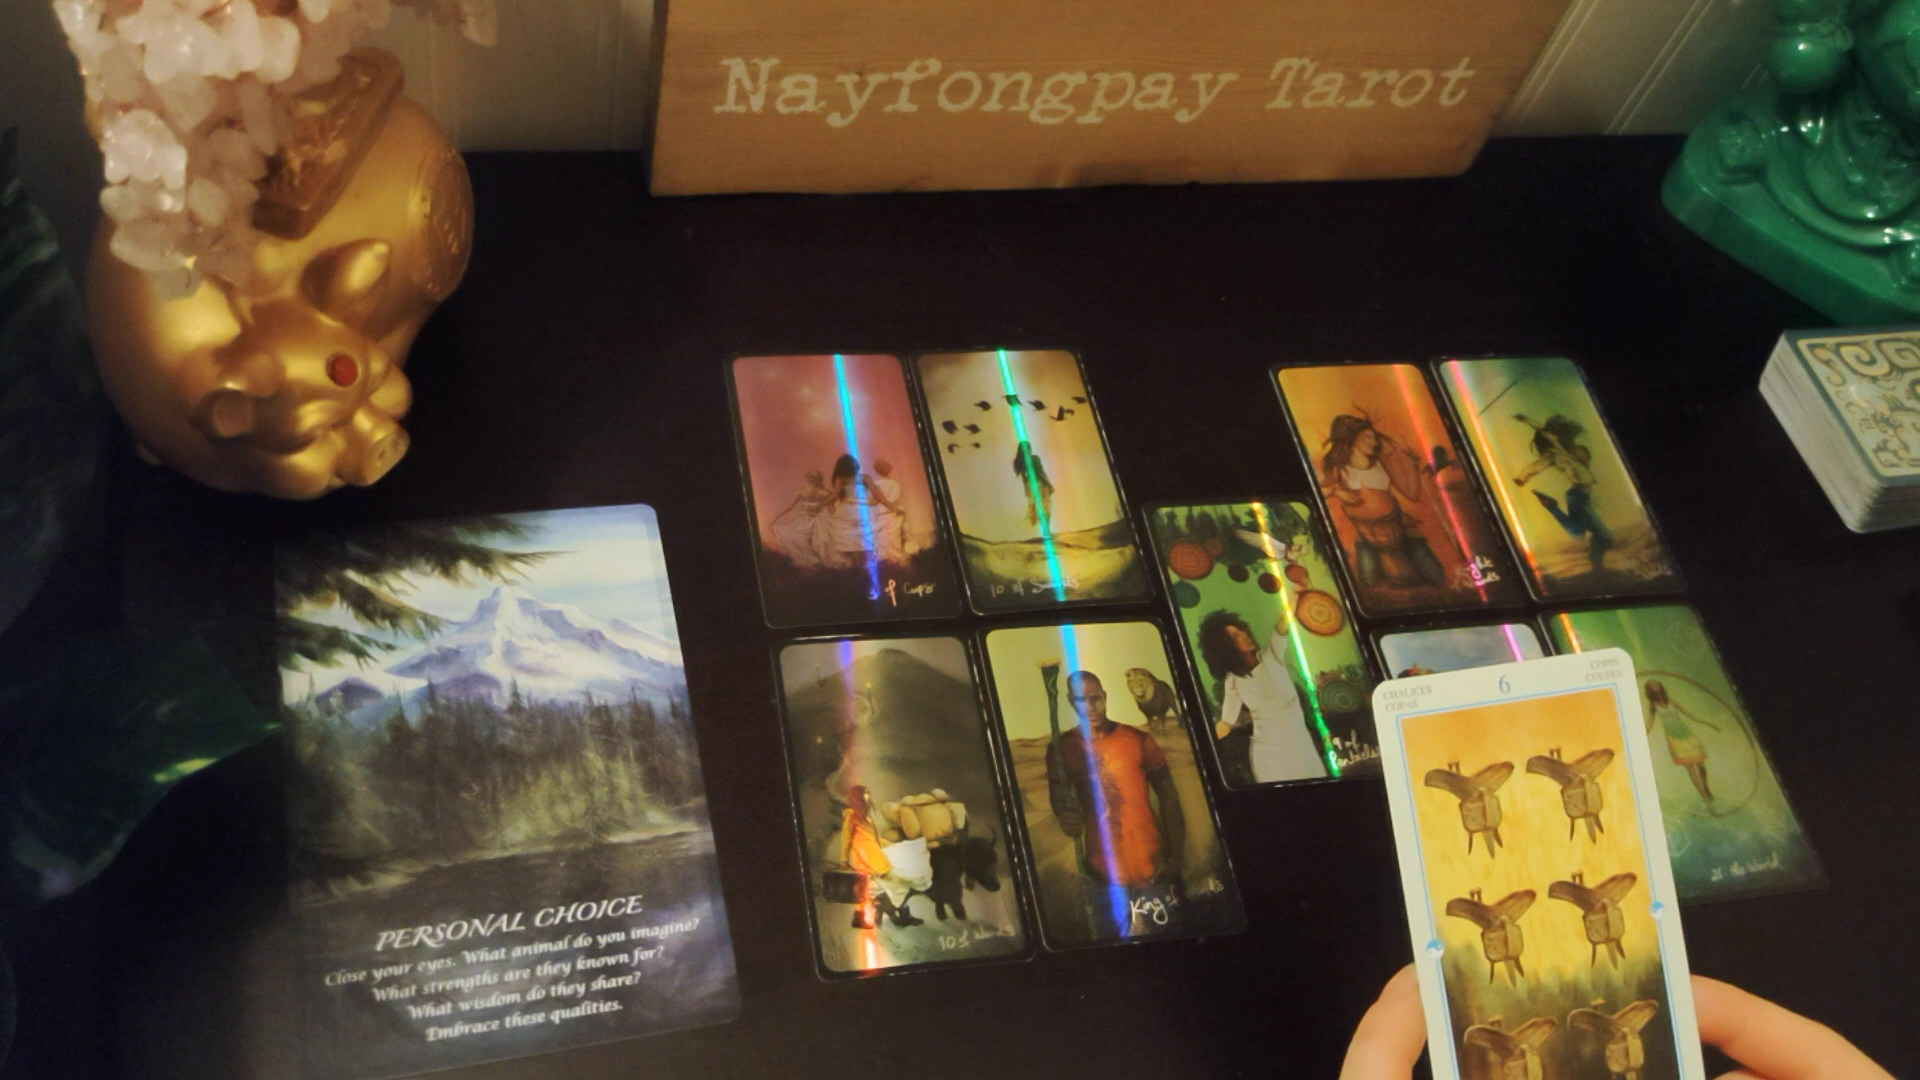 Nayfongpay Tarot
of Cups
10 of Swords
10 of Wands
King of
9 of
Pentacles
21 the World
CHALICES
COPAS
6
COPPE
COUPES
PERSONAL CHOICE
Close your eyes. What animal do you imagine?
What strengths are they known for?
What wisdom do they share?
Embrace these qualities.